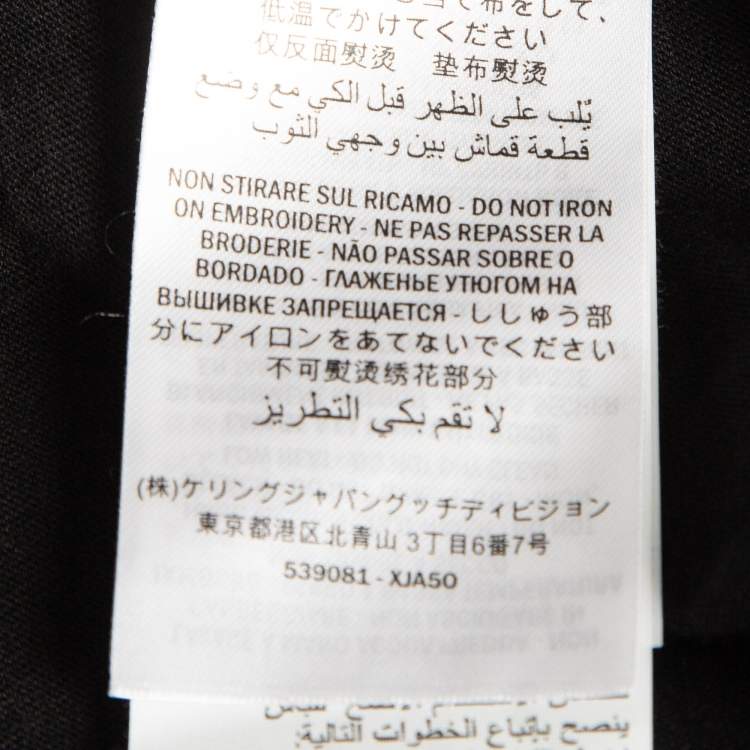 て布をして、
低温でかけてください
仅反面熨烫 垫布熨烫
يُلب على الظهر قبل الكي مع وضع
قطعة قماش بين وجهي الثوب
NON STIRARE SUL RICAMO - DO NOT IRON
ON EMBROIDERY - NE PAS REPASSER LA
BRODERIE - NÃO PASSAR SOBRE O
BORDADO - ГЛАЖЕНЬЕ УТЮГОМ НА
ВЫШИВКЕ ЗАПРЕЩАЕТСЯ - ししゅう部
分にアイロンをあてないでください
不可熨烫绣花部分
لا تقم بكي التطريز
(株)ケリングジャパングッチディビジョン
東京都港区北青山 3丁目6番7号
539081 - XJA5O
ينصح بإتباع الخطوات التالية: